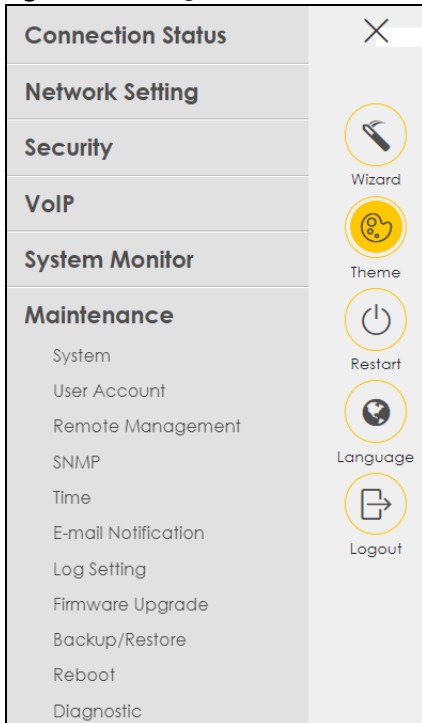 Connection Status
Network Setting
Security
VoIP
System Monitor
Maintenance
System
User Account
Remote Management
SNMP
Time
E-mail Notification
Log Setting
Firmware Upgrade
Backup/Restore
Reboot
Diagnostic
Wizard
Theme
Restart
Language
Logout